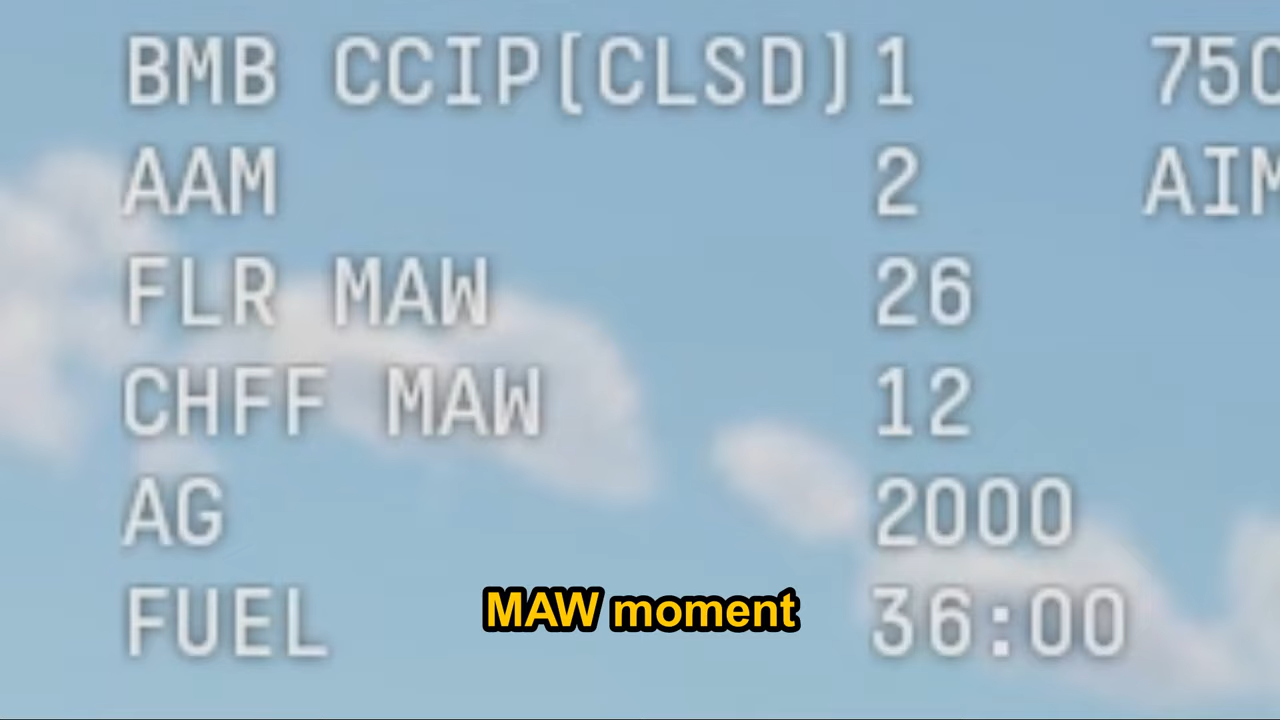 BMB CCIP[CLSD]1 750
AAM 2 AIM
FLR MAW 26
CHFF MAW 12
AG 2000
FUEL 36:00
MAW moment